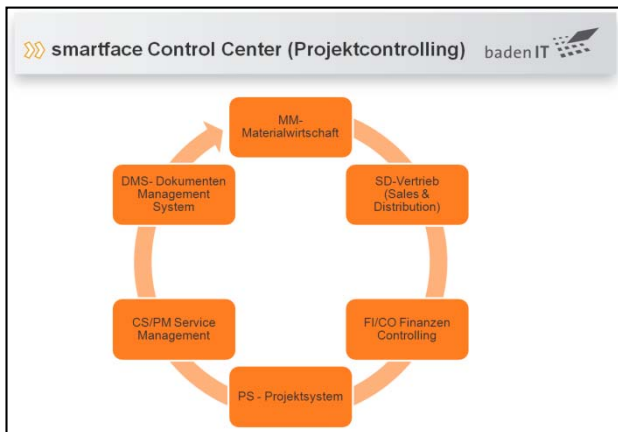 smartface Control Center (Projektcontrolling)
baden IT
MM-
Materialwirtschaft
SD-Vertrieb
(Sales &
Distribution)
FI/CO Finanzen
Controlling
PS - Projektsystem
CS/PM Service
Management
DMS- Dokumenten
Management
System